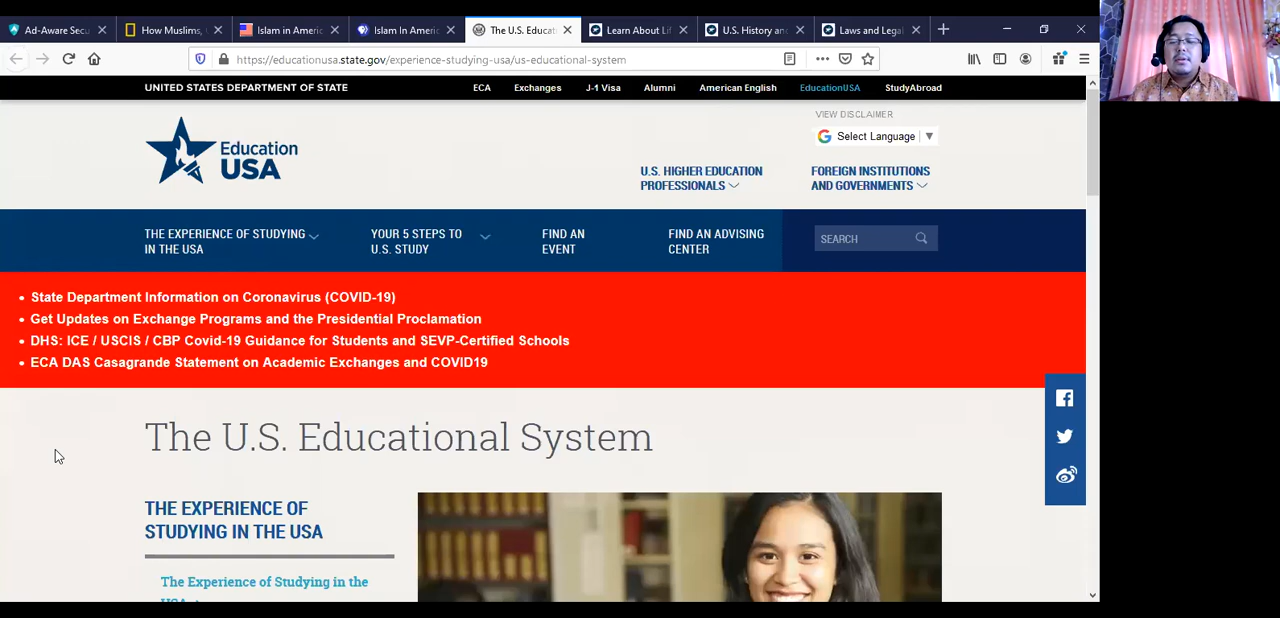 Ad-Aware Secu
How Muslims,
Islam in Americ
Islam In Americ
The U.S. Educati
Learn About Lif
U.S. History and
Laws and Legal
https://educationusa.state.gov/experience-studying-usa/us-educational-system
UNITED STATES DEPARTMENT OF STATE
ECA
Exchanges
J-1 Visa
Alumni
American English
EducationUSA
StudyAbroad
VIEW DISCLAIMER
Select Language
Education
USA
U.S. HIGHER EDUCATION
PROFESSIONALS
FOREIGN INSTITUTIONS
AND GOVERNMENTS
THE EXPERIENCE OF STUDYING
IN THE USA
YOUR 5 STEPS TO
U.S. STUDY
FIND AN
EVENT
FIND AN ADVISING
CENTER
SEARCH
State Department Information on Coronavirus (COVID-19)
Get Updates on Exchange Programs and the Presidential Proclamation
DHS: ICE / USCIS / CBP Covid-19 Guidance for Students and SEVP-Certified Schools
ECA DAS Casagrande Statement on Academic Exchanges and COVID19
The U.S. Educational System
THE EXPERIENCE OF
STUDYING IN THE USA
The Experience of Studying in the
USA